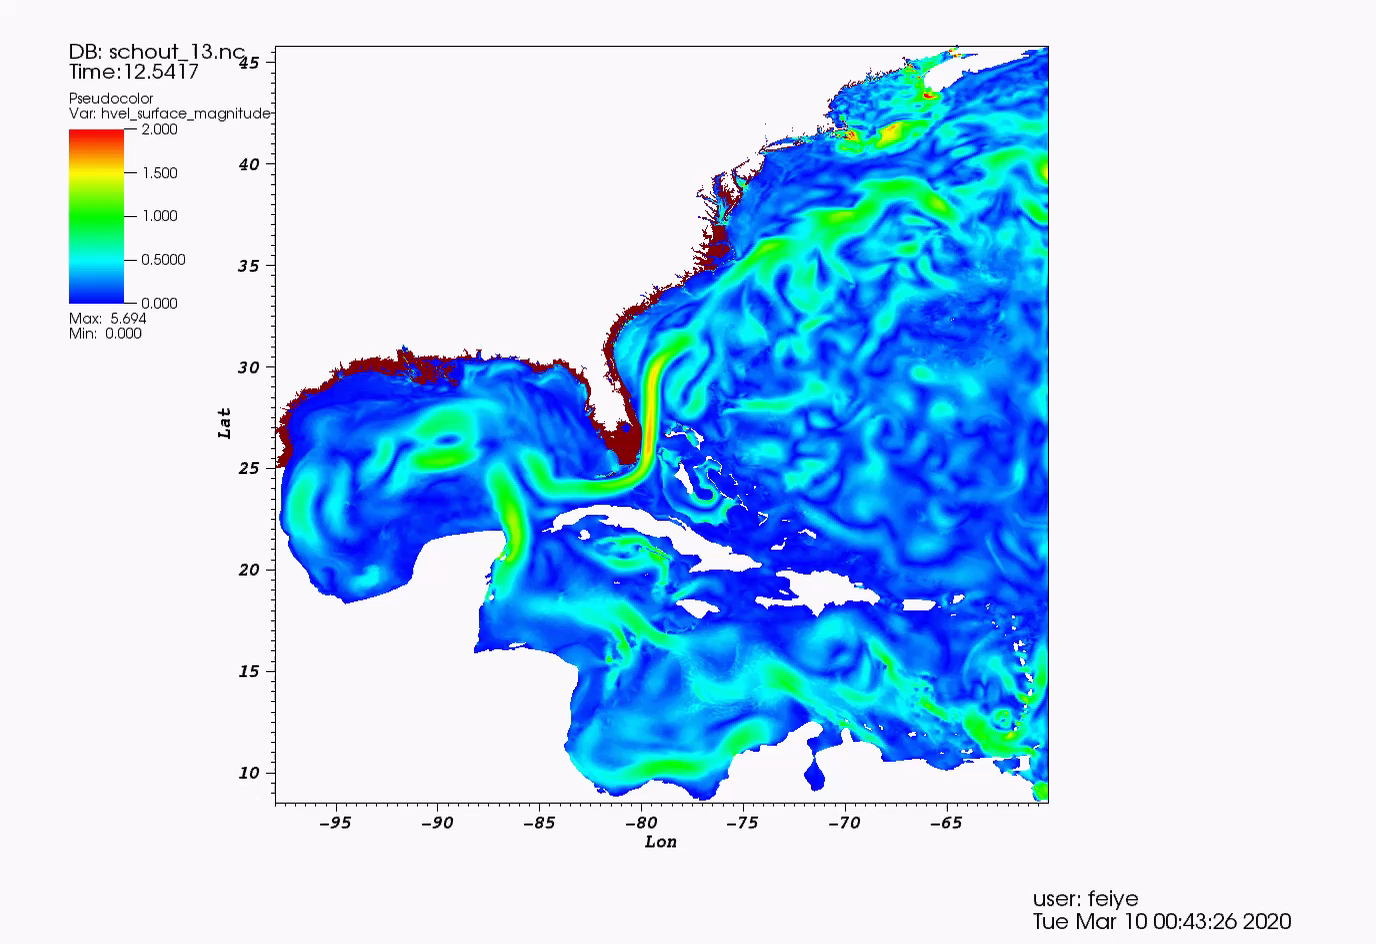 DB: schout_13.nc
Time:12.5417
Pseudocolor
Var: hvel_surface_magnitude
2.000
1.500
1.000
0.5000
0.000
Max: 5.694
Min: 0.000
45
40
35
30
25
20
15
10
Lat
-95 -90 -85 -80 -75 -70 -65
Lon
user: feiye
Tue Mar 10 00:43:26 2020